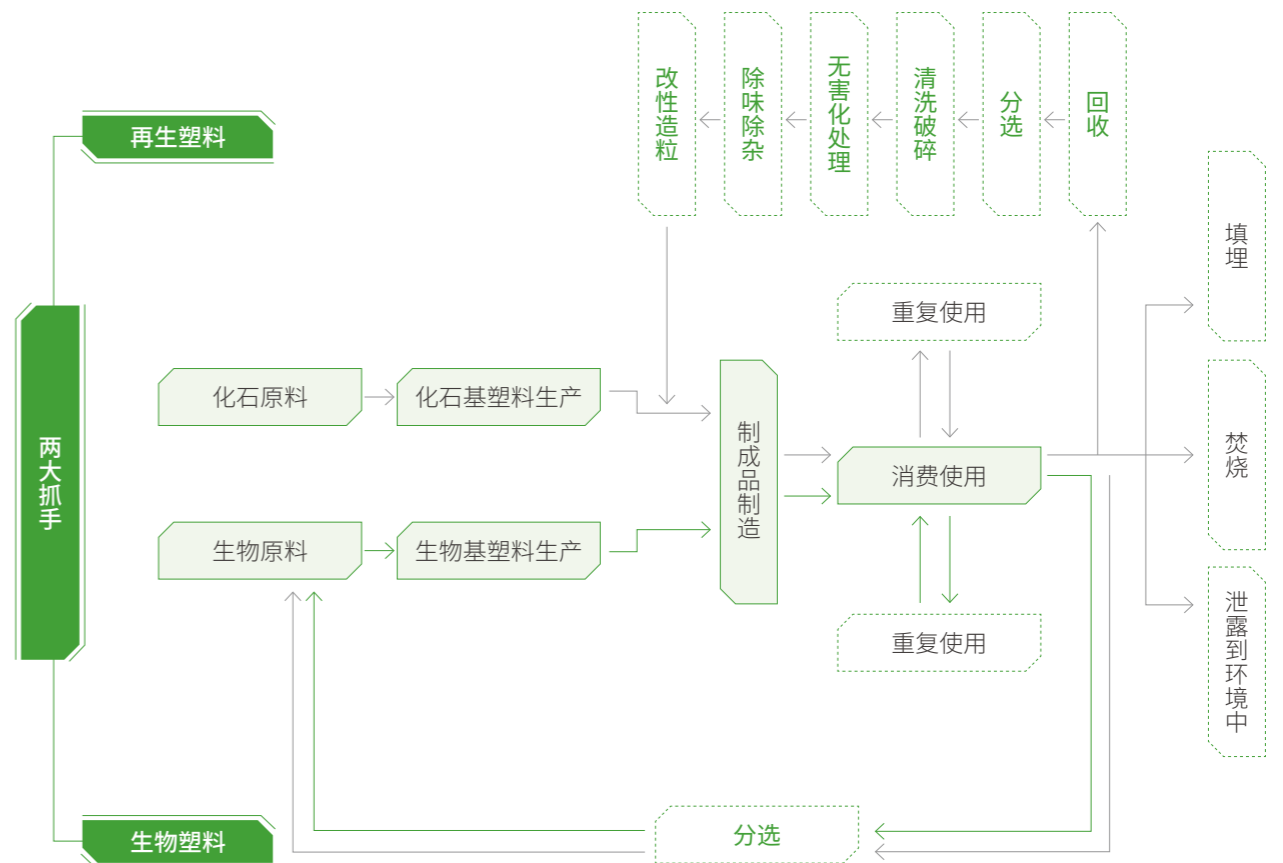 再生塑料
改性造粒
除味除杂
无害化处理
清洗破碎
分选
回收
填埋
重复使用
化石原料
化石基塑料生产
制成品制造
消费使用
焚烧
两大抓手
生物原料
生物基塑料生产
重复使用
泄露到环境中
生物塑料
分选